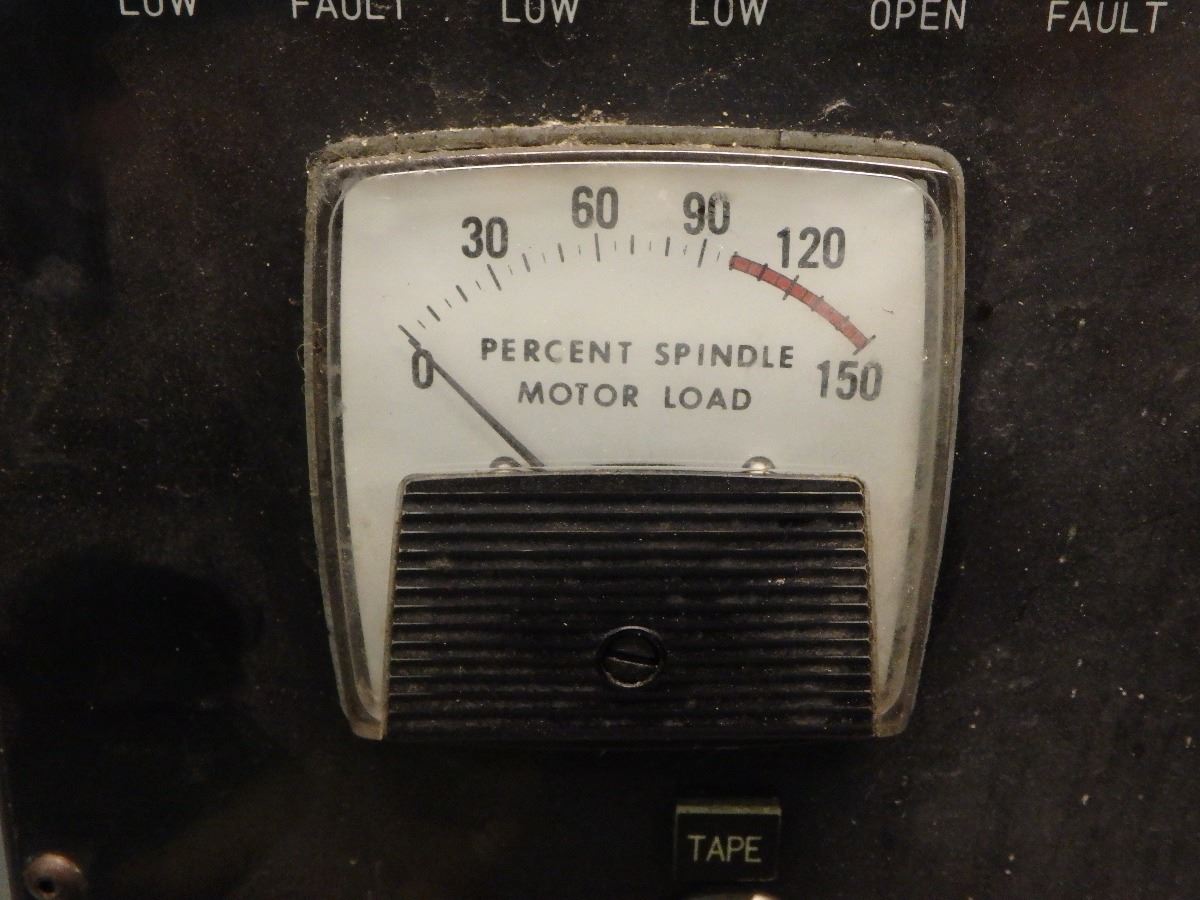 LOW FAULT LOW LOW OPEN FAULT
0 30 60 90 120 150
PERCENT SPINDLE
MOTOR LOAD
TAPE